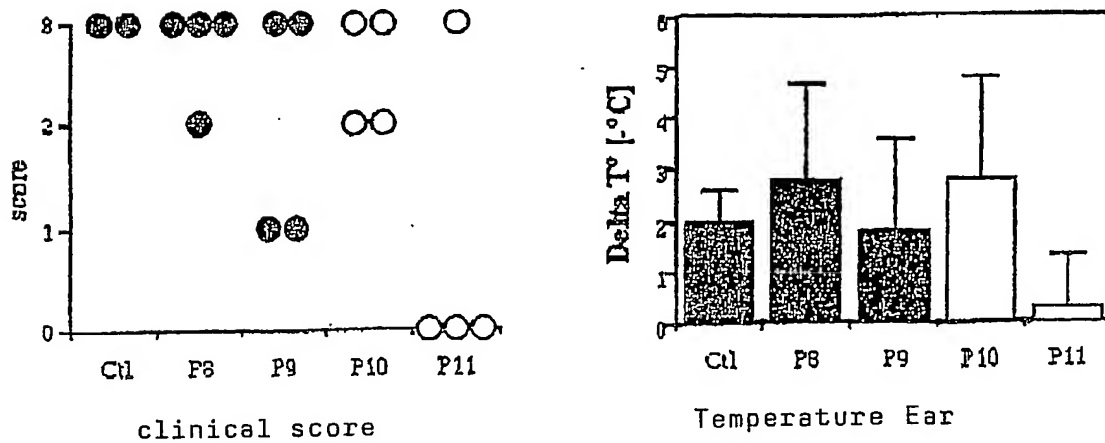 3
2
1
0
score
Ctl P8 P9 P10 P11
clinical score
6
5
4
3
2
1
0
Delta T° [-°C]
Ctl P8 P9 P10 P11
Temperature Ear